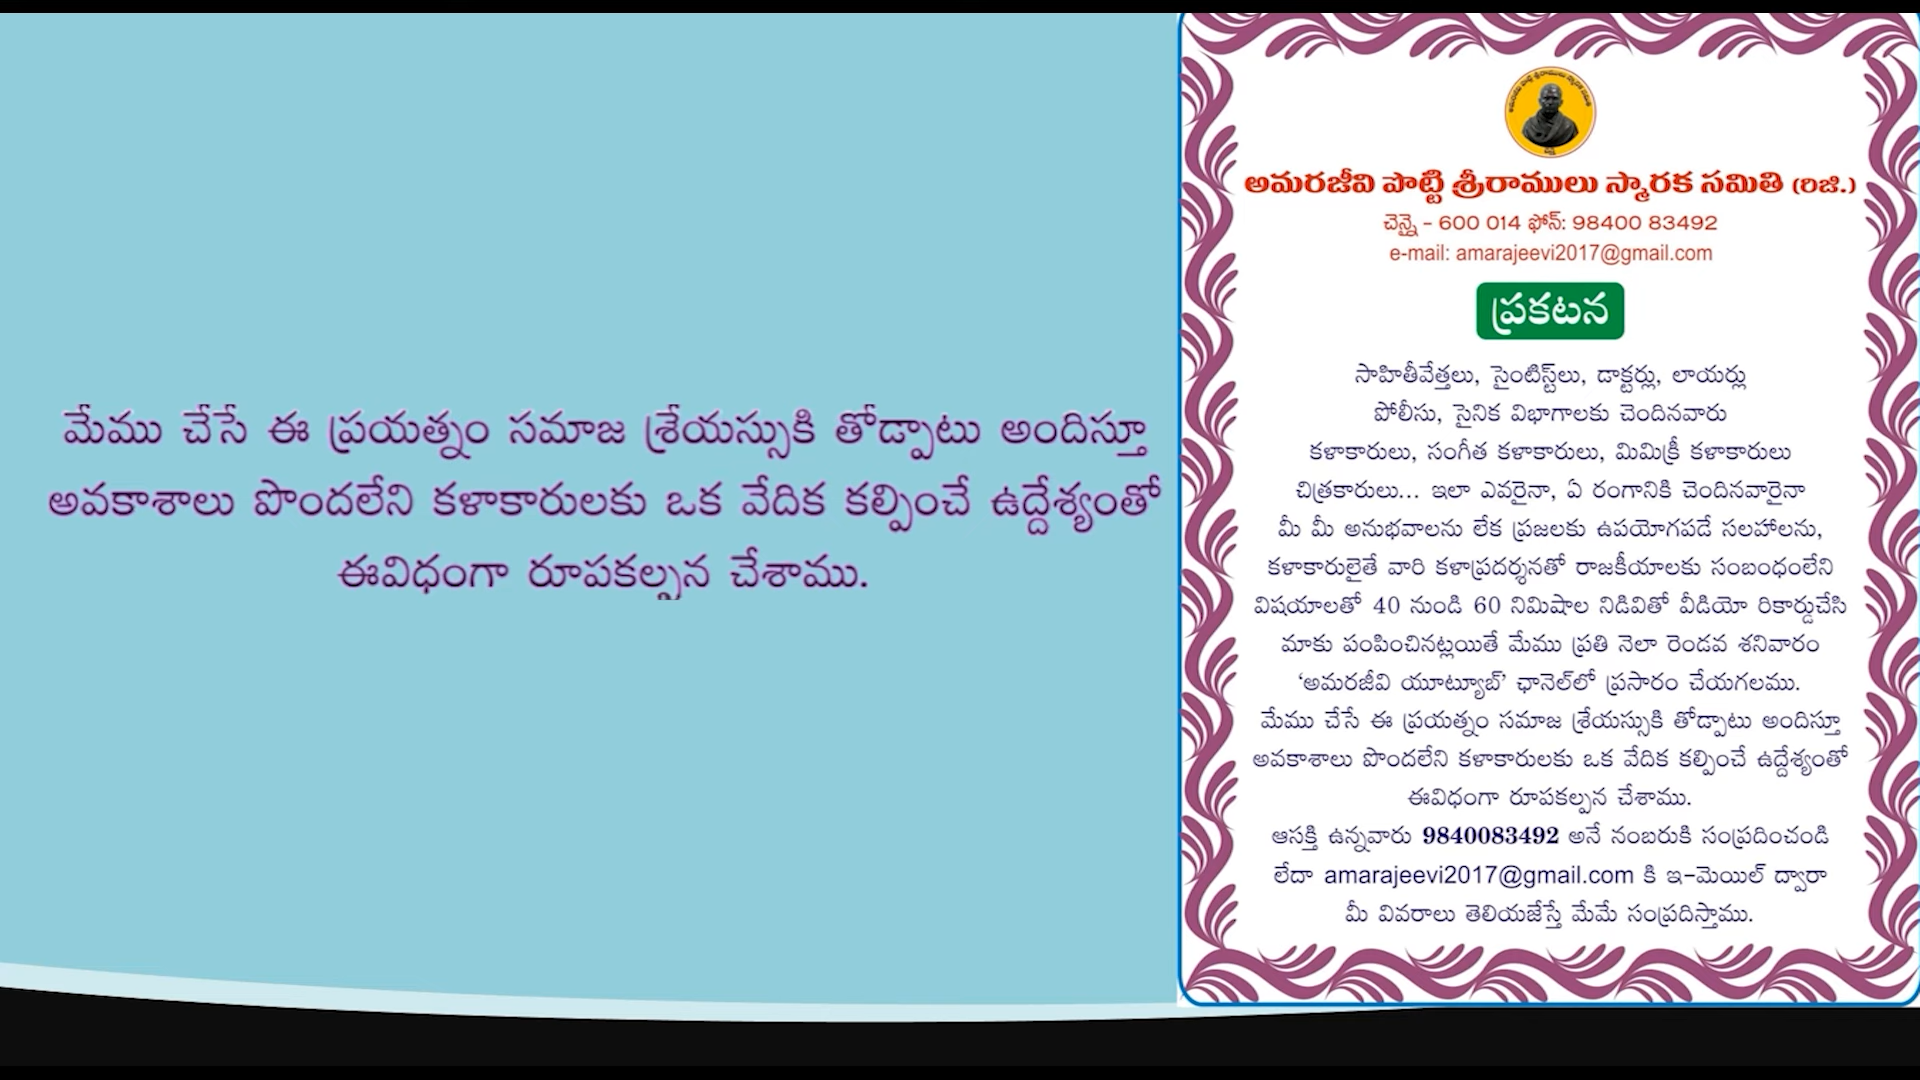 మేము చేసే ఈ ప్రయత్నం సమాజ శ్రేయస్సుకి తోడ్పాటు అందిస్తూ
అవకాశాలు పొందలేని కళాకారులకు ఒక వేదిక కల్పించే ఉద్దేశ్యంతో
ఈవిధంగా రూపకల్పన చేశాము.
అమరజీవి పొట్టి శ్రీరాములు స్మారక సమితి (రిజి.)
చెన్నై - 600 014 ఫోన్: 98400 83492
e-mail: amarajeevi2017@gmail.com
ప్రకటన
సాహితీవేత్తలు, సైంటిస్ట్‌లు, డాక్టర్లు, లాయర్లు
పోలీసు, సైనిక విభాగాలకు చెందినవారు
కళాకారులు, సంగీత కళాకారులు, మిమిక్రీ కళాకారులు
చిత్రకారులు... ఇలా ఎవరైనా, ఏ రంగానికి చెందినవారైనా
మీ మీ అనుభవాలను లేక ప్రజలకు ఉపయోగపడే సలహాలను,
కళాకారులైతే వారి కళాప్రదర్శనతో రాజకీయాలకు సంబంధంలేని
విషయాలతో 40 నుండి 60 నిమిషాల నిడివితో వీడియో రికార్డుచేసి
మాకు పంపించినట్లయితే మేము ప్రతి నెలా రెండవ శనివారం
‘అమరజీవి యూట్యూబ్’ ఛానెల్‌లో ప్రసారం చేయగలము.
మేము చేసే ఈ ప్రయత్నం సమాజ శ్రేయస్సుకి తోడ్పాటు అందిస్తూ
అవకాశాలు పొందలేని కళాకారులకు ఒక వేదిక కల్పించే ఉద్దేశ్యంతో
ఈవిధంగా రూపకల్పన చేశాము.
ఆసక్తి ఉన్నవారు 9840083492 అనే నంబరుకి సంప్రదించండి
లేదా amarajeevi2017@gmail.com కి ఇ-మెయిల్ ద్వారా
మీ వివరాలు తెలియజేస్తే మేమే సంప్రదిస్తాము.